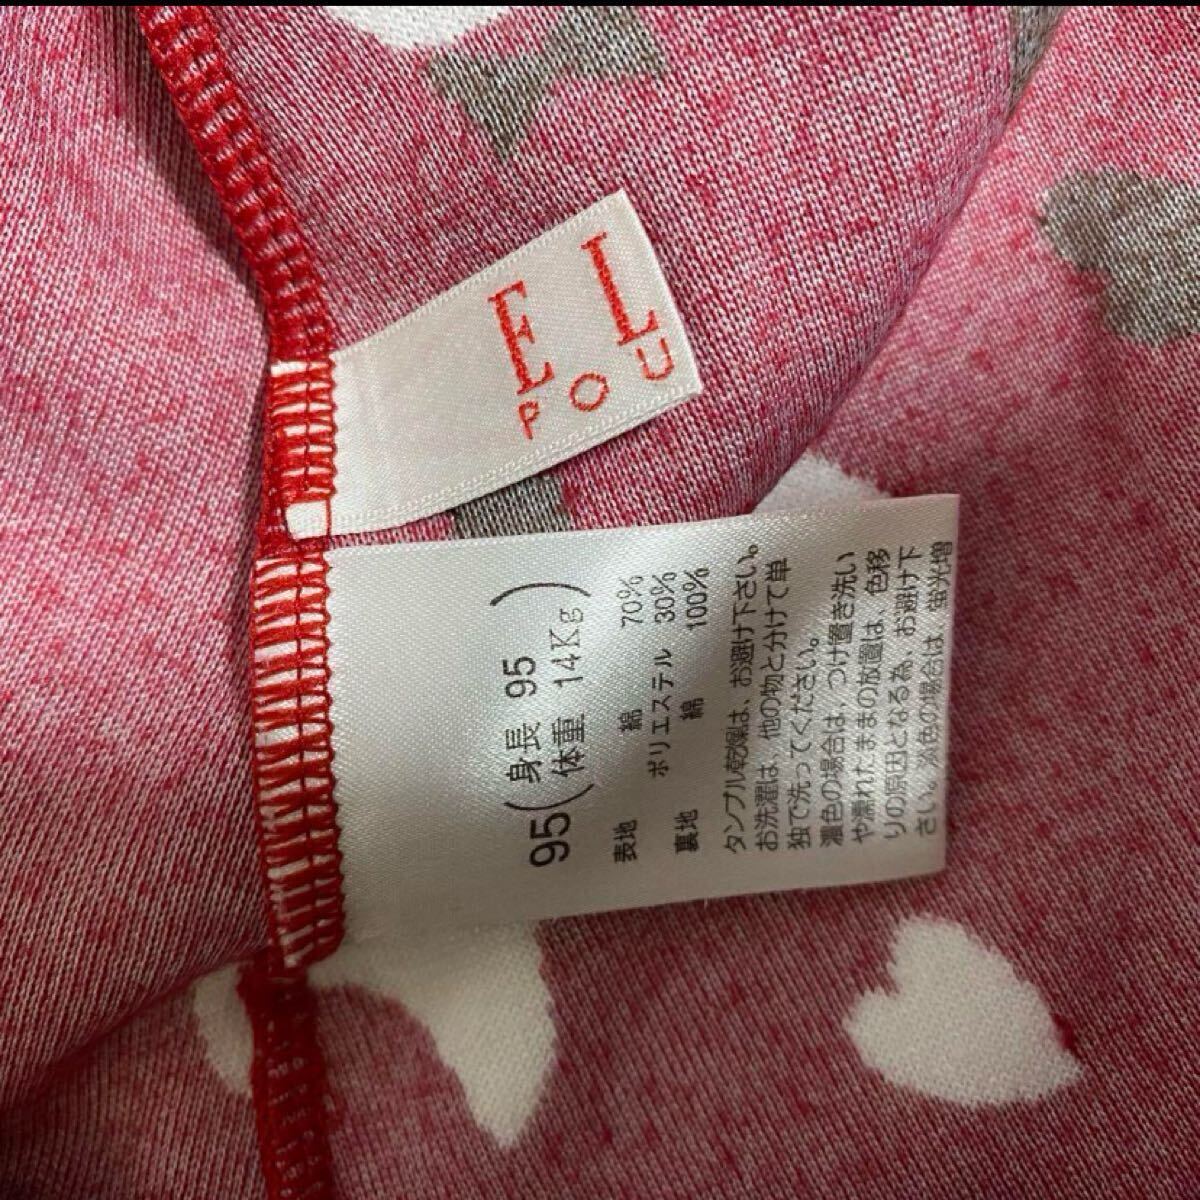 E L
POU
95(身長 95
体重 14Kg)
表地 綿 70%
ポリエステル 30%
裏地 綿 100%
タンブル乾燥は、お避け下さい。
お洗濯は、他の物と分けて単
独で洗ってください。
濃色の場合は、つけ置き洗い
や濡れたままの放置は、色移
りの原因となる為、お避け下
さい。淡色の場合は、蛍光増